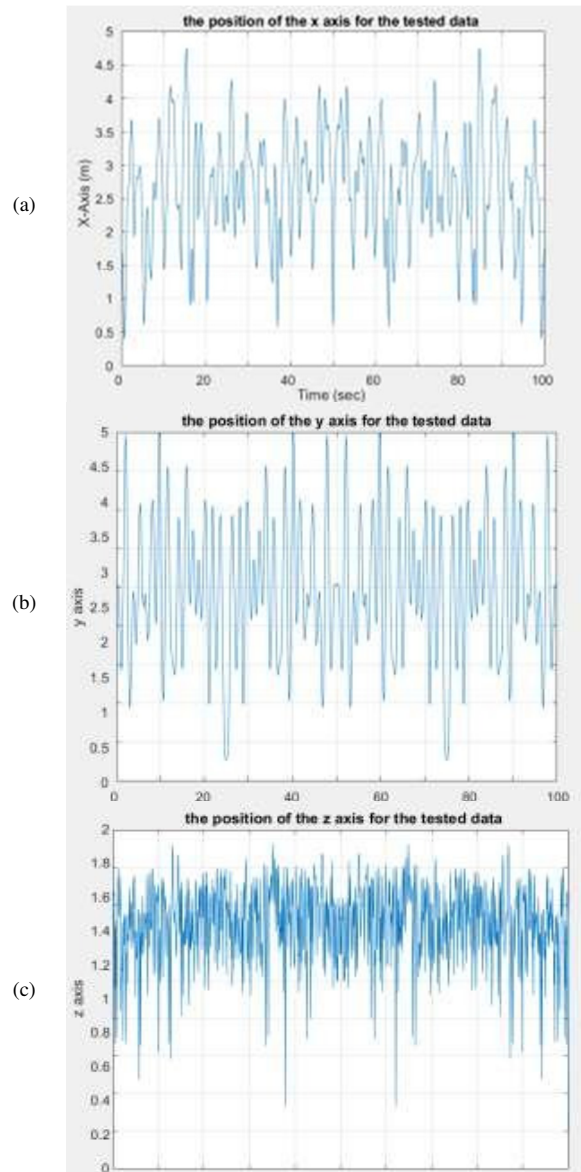 the position of the x axis for the tested data
5
4.5
4
3.5
3
2.5
2
1.5
1
0.5
0
X-Axis (m)
(a)
0 20 40 60 80 100
Time (sec)
the position of the y axis for the tested data
5
4.5
4
3.5
3
2.5
2
1.5
1
0.5
0
y axis
(b)
0 20 40 60 80 100
the position of the z axis for the tested data
2
1.8
1.6
1.4
1.2
1
0.8
0.6
0.4
0.2
0
z axis
(c)